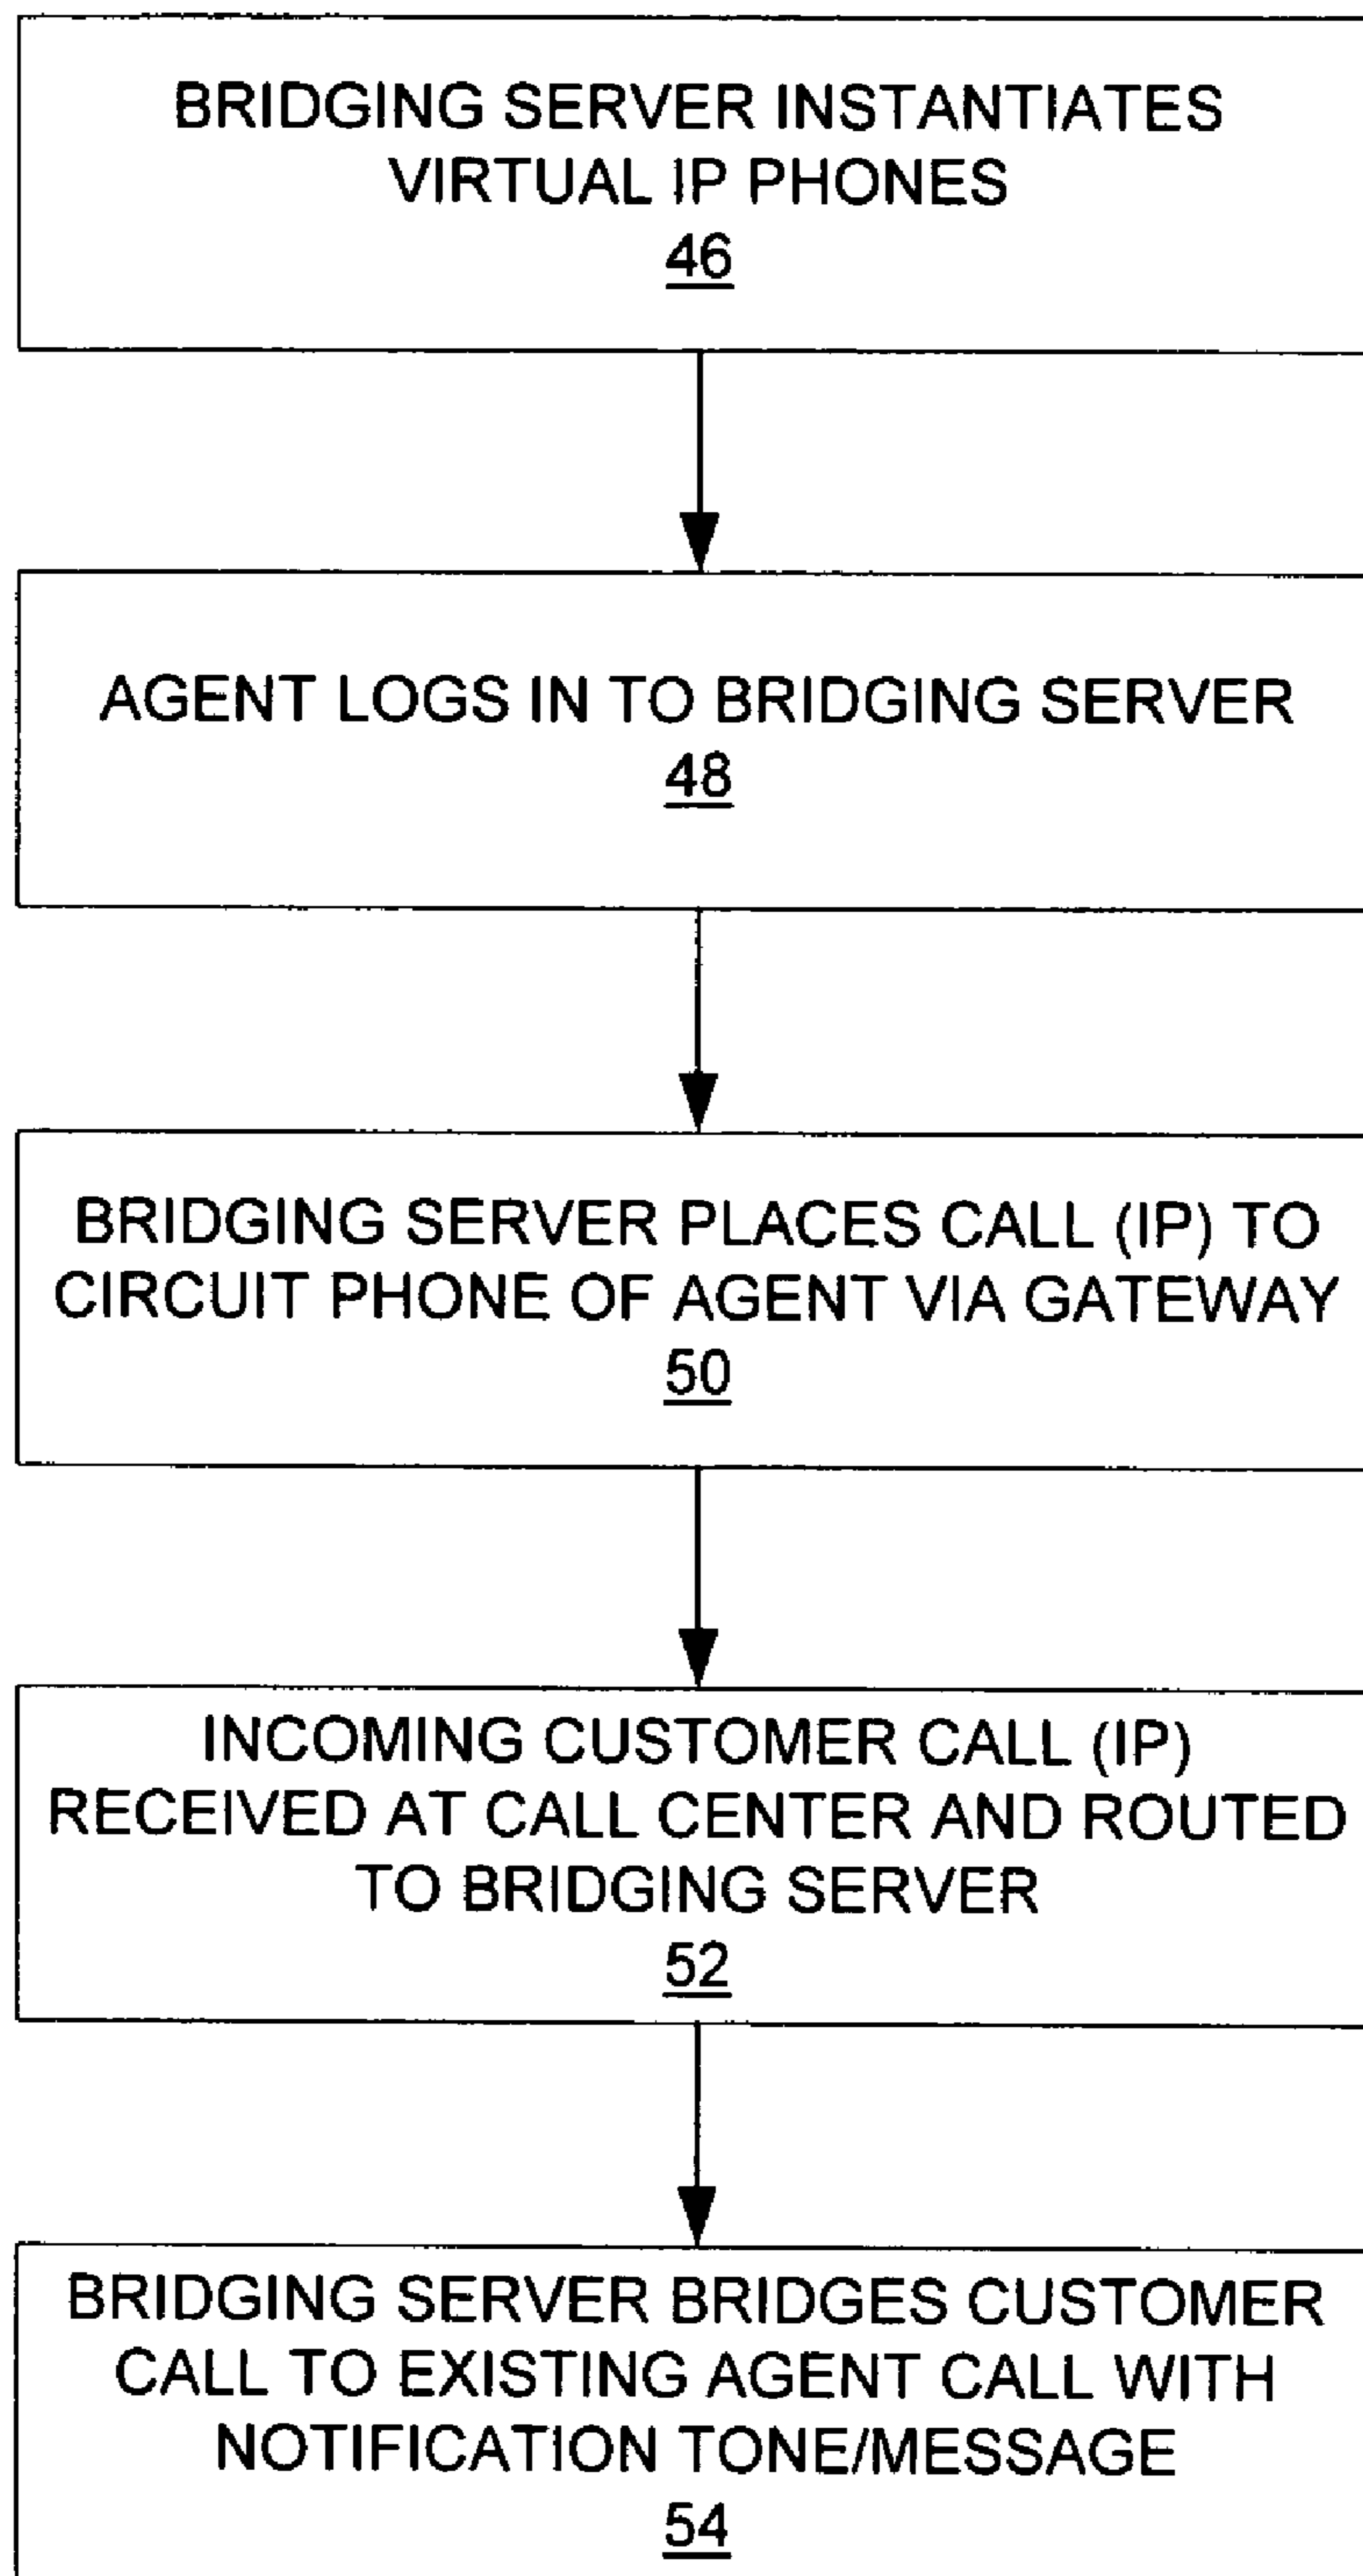 BRIDGING SERVER INSTANTIATES
VIRTUAL IP PHONES
46
AGENT LOGS IN TO BRIDGING SERVER
48
BRIDGING SERVER PLACES CALL (IP) TO
CIRCUIT PHONE OF AGENT VIA GATEWAY
50
INCOMING CUSTOMER CALL (IP)
RECEIVED AT CALL CENTER AND ROUTED
TO BRIDGING SERVER
52
BRIDGING SERVER BRIDGES CUSTOMER
CALL TO EXISTING AGENT CALL WITH
NOTIFICATION TONE/MESSAGE
54